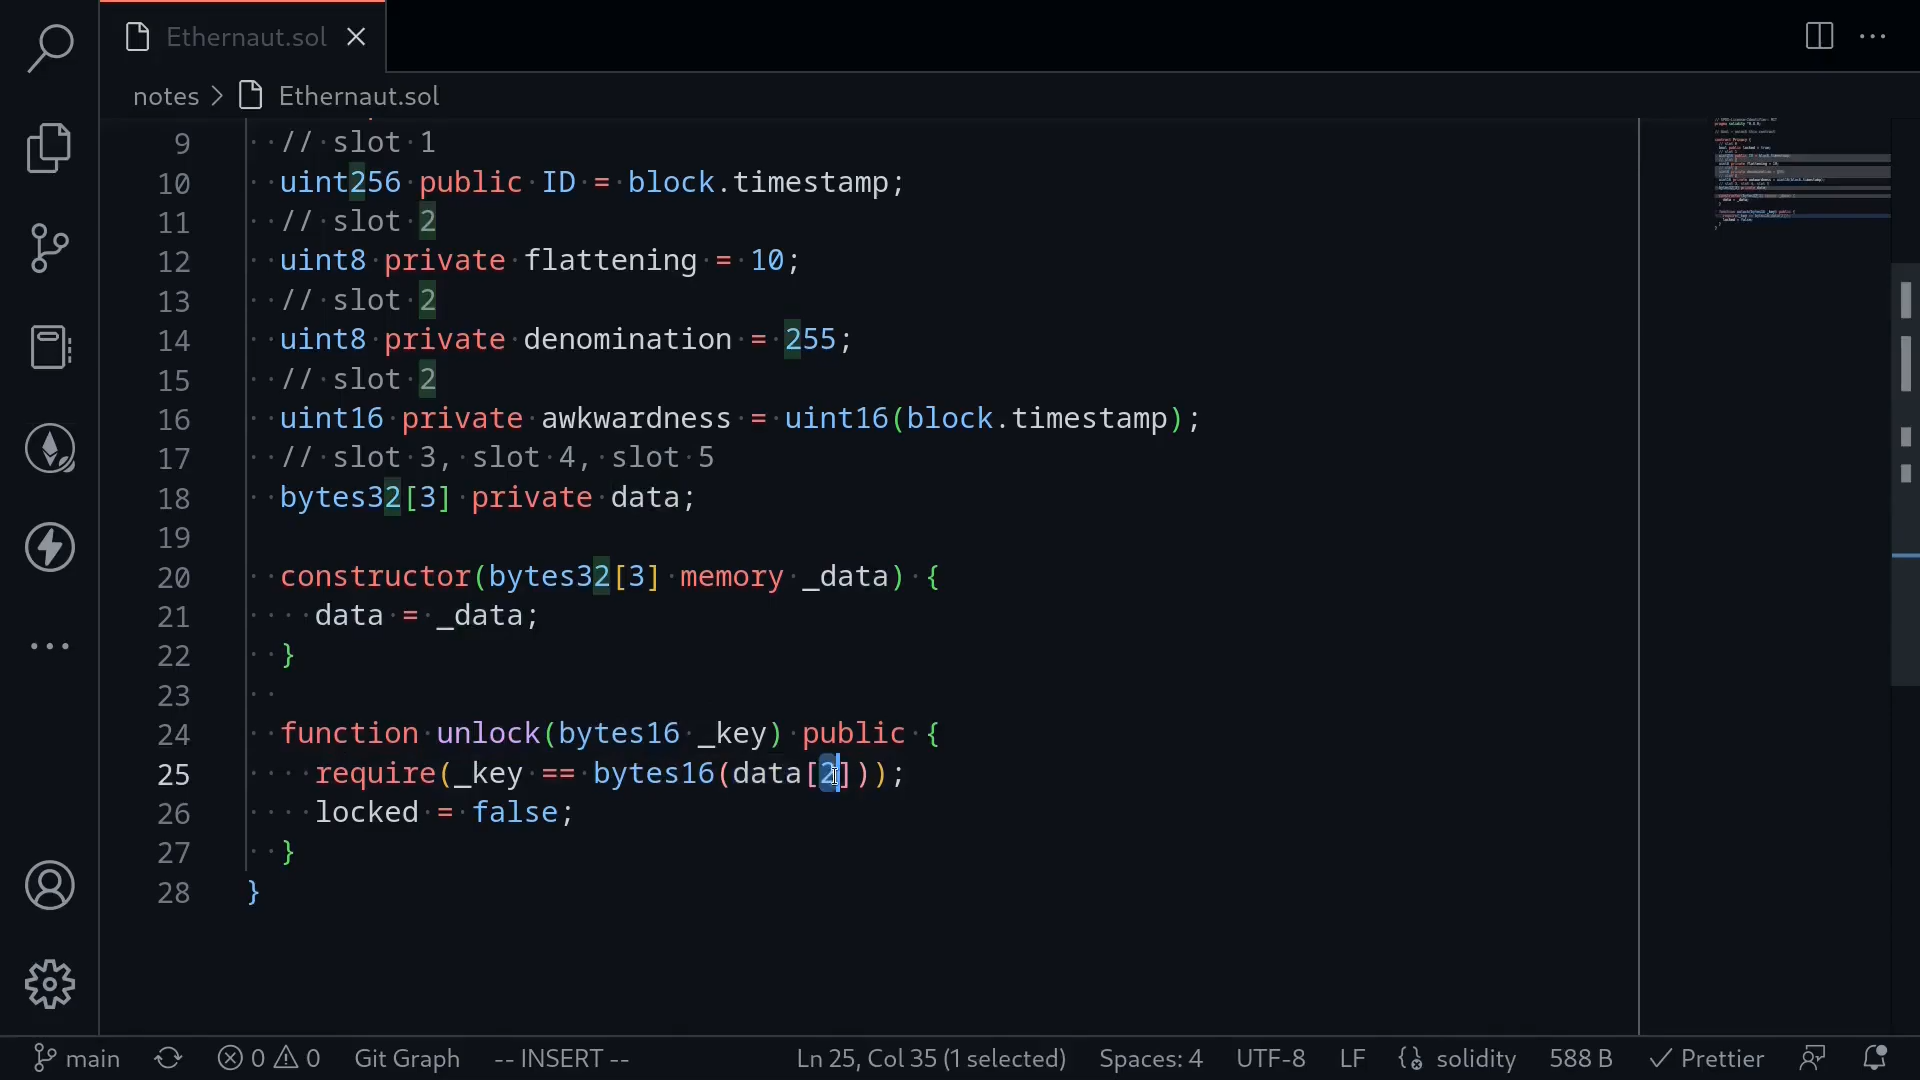 Ethernaut.sol
notes > Ethernaut.sol
9 // slot 1
10 uint256 public ID = block.timestamp;
11 // slot 2
12 uint8 private flattening = 10;
13 // slot 2
14 uint8 private denomination = 255;
15 // slot 2
16 uint16 private awkwardness = uint16(block.timestamp);
17 // slot 3, slot 4, slot 5
18 bytes32[3] private data;
19
20 constructor(bytes32[3] memory _data) {
21 data = _data;
22 }
23
24 function unlock(bytes16 _key) public {
25 require(_key == bytes16(data[2]));
26 locked = false;
27 }
28 }
main 0 0 Git Graph -- INSERT -- Ln 25, Col 35 (1 selected) Spaces: 4 UTF-8 LF solidity 588 B Prettier